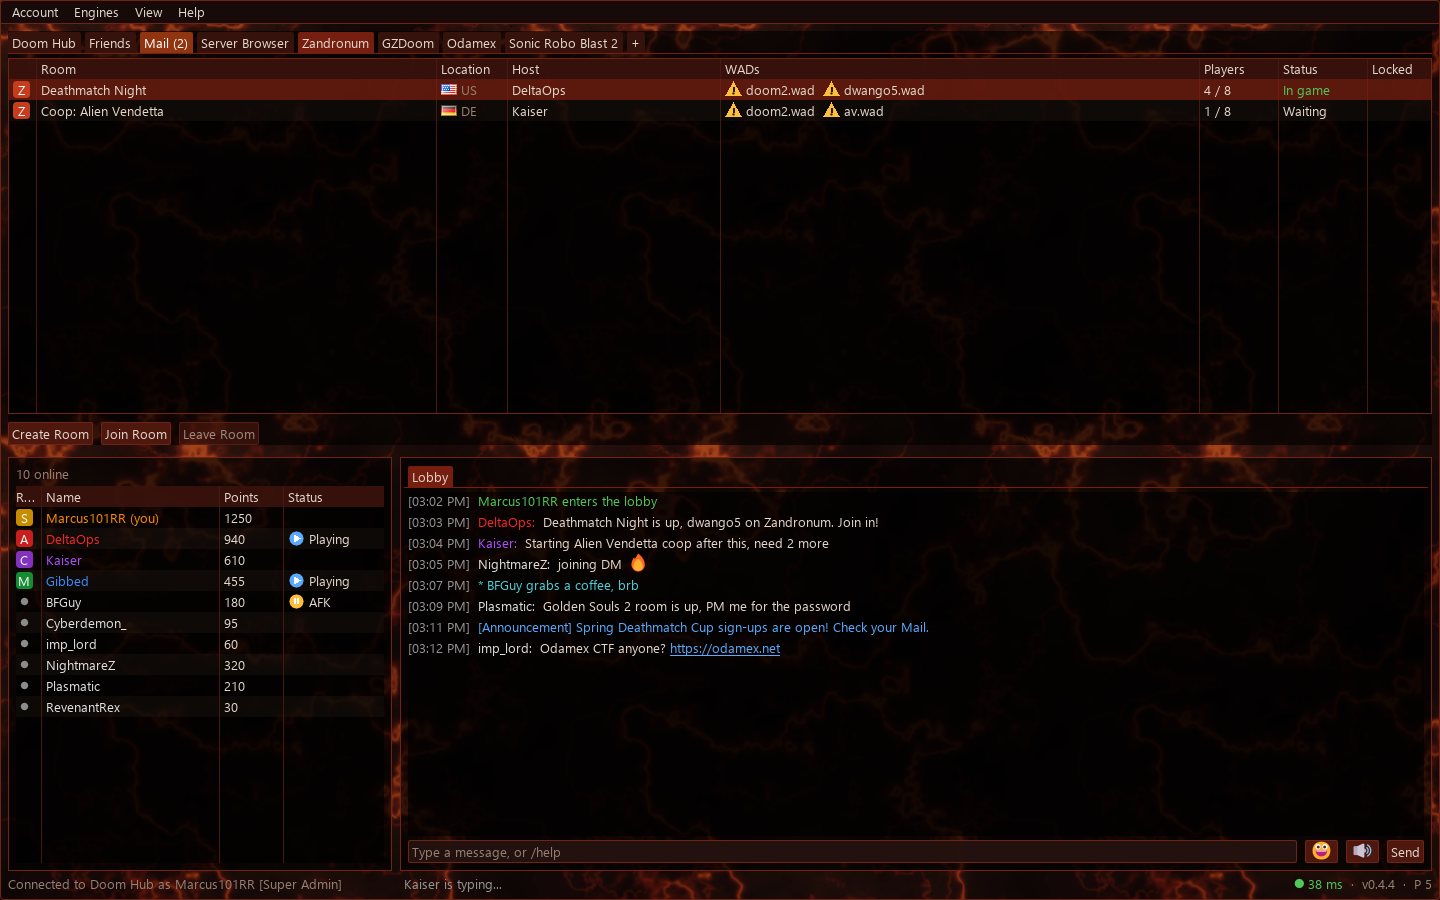 Account Engines View Help
Doom Hub Friends Mail (2) Server Browser Zandronum GZDoom Odamex Sonic Robo Blast 2 +
Room Location Host WADs Players Status Locked
Z Deathmatch Night US DeltaOps doom2.wad dwango5.wad 4 / 8 In game
Z Coop: Alien Vendetta DE Kaiser doom2.wad av.wad 1 / 8 Waiting
Create Room Join Room Leave Room
10 online
R... Name Points Status
S Marcus101RR (you) 1250
A DeltaOps 940 Playing
C Kaiser 610
M Gibbed 455 Playing
BFGuy 180 AFK
Cyberdemon_ 95
imp_lord 60
NightmareZ 320
Plasmatic 210
RevenantRex 30
Lobby
[03:02 PM] Marcus101RR enters the lobby
[03:03 PM] DeltaOps: Deathmatch Night is up, dwango5 on Zandronum. Join in!
[03:04 PM] Kaiser: Starting Alien Vendetta coop after this, need 2 more
[03:05 PM] NightmareZ: joining DM 🔥
[03:07 PM] * BFGuy grabs a coffee, brb
[03:09 PM] Plasmatic: Golden Souls 2 room is up, PM me for the password
[03:11 PM] [Announcement] Spring Deathmatch Cup sign-ups are open! Check your Mail.
[03:12 PM] imp_lord: Odamex CTF anyone? https://odamex.net
Type a message, or /help Send
Connected to Doom Hub as Marcus101RR [Super Admin] Kaiser is typing... 38 ms · v0.4.4 · P 5